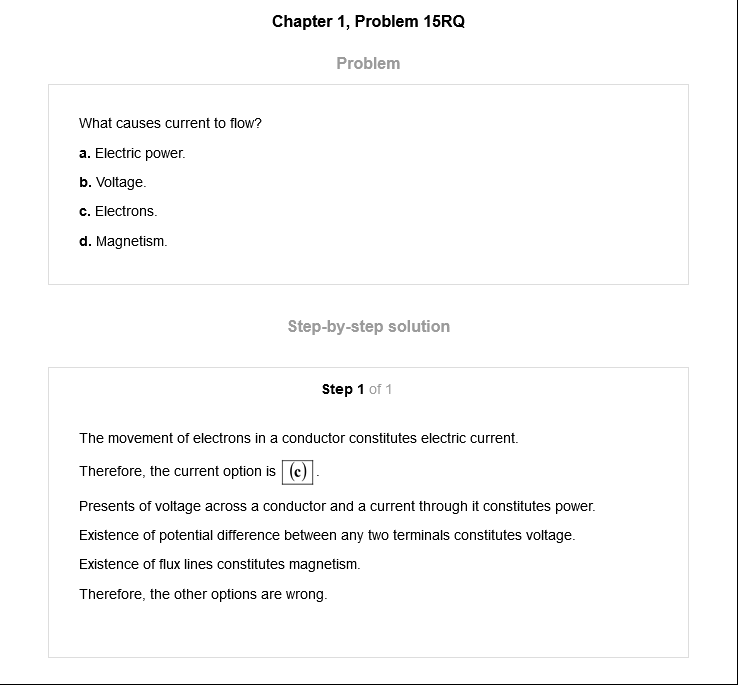 Chapter 1, Problem 15RQ
Problem
What causes current to flow?
a. Electric power.
b. Voltage.
c. Electrons.
d. Magnetism.
Step-by-step solution
Step 1 of 1
The movement of electrons in a conductor constitutes electric current.
Therefore, the current option is (c).
Presents of voltage across a conductor and a current through it constitutes power.
Existence of potential difference between any two terminals constitutes voltage.
Existence of flux lines constitutes magnetism.
Therefore, the other options are wrong.